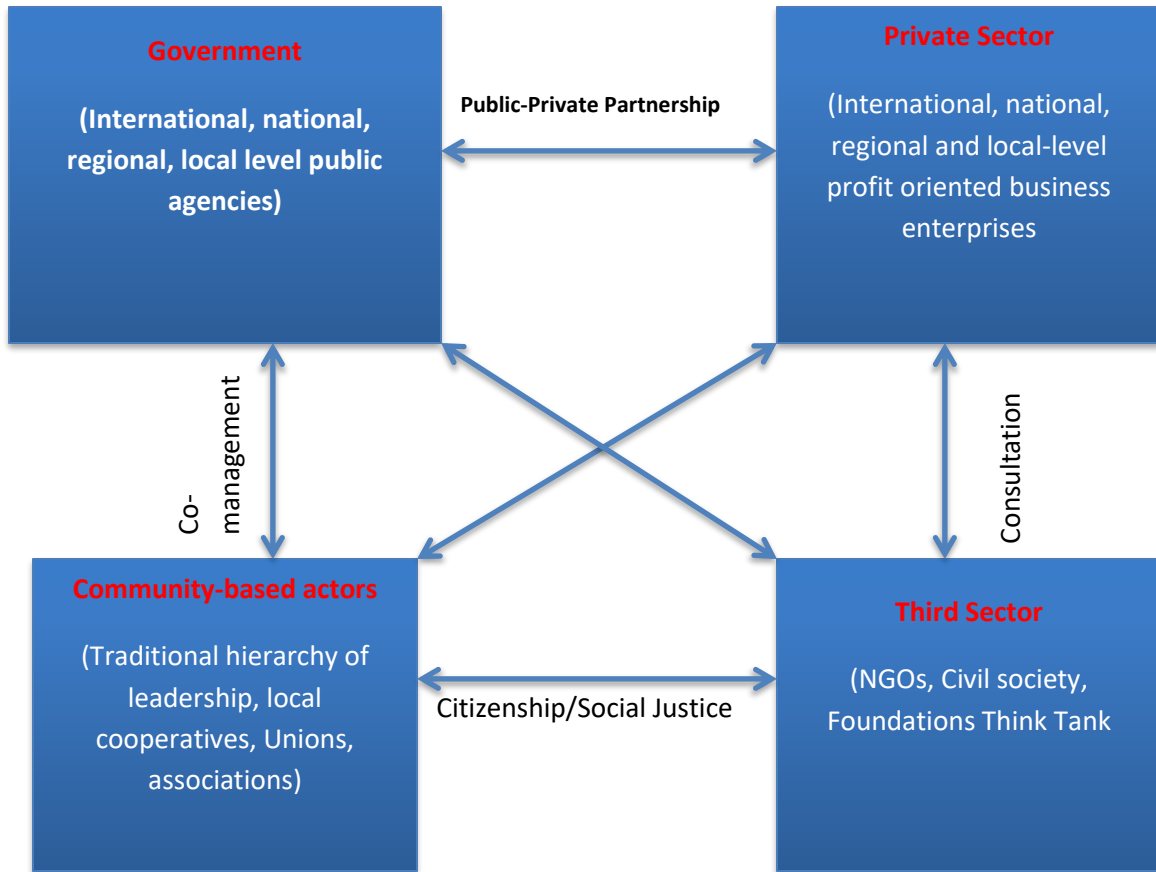 Government
(International, national,
regional, local level public
agencies)
Public-Private Partnership
Private Sector
(International, national,
regional and local-level
profit oriented business
enterprises
Co-
management
Consultation
Community-based actors
(Traditional hierarchy of
leadership, local
cooperatives, Unions,
associations)
Citizenship/Social Justice
Third Sector
(NGOs, Civil society,
Foundations Think Tank